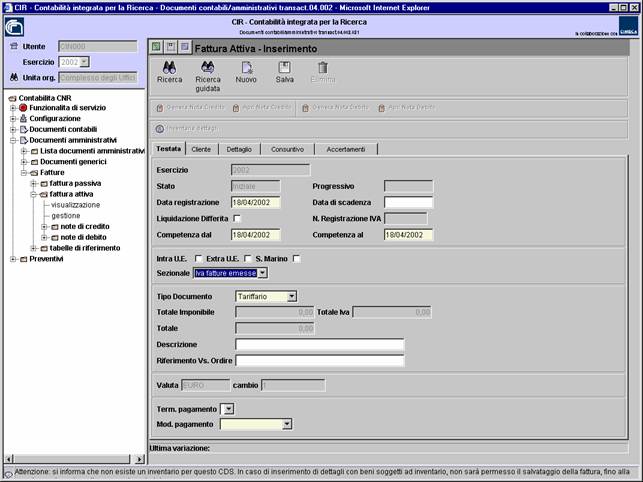 CIR - Contabilità integrata per la Ricerca - Documenti contabili/amministrativi transact.04.002 - Microsoft Internet Explorer
CIR - Contabilità integrata per la Ricerca
Documenti contabili/amministrativi transact.04.002.V01
in collaborazione con
CINECA
Utente CIN000
Esercizio 2002
Unita org. Complesso degli Uffici
Contabilita CNR
Funzionalita di servizio
Configurazione
Documenti contabili
Documenti amministrativi
Lista documenti amministrativi
Documenti generici
Fatture
fattura passiva
fattura attiva
visualizzazione
gestione
note di credito
note di debito
tabelle di riferimento
Preventivi
Fattura Attiva - Inserimento
Ricerca
Ricerca guidata
Nuovo
Salva
Elimina
Genera Nota Credito
Apri Nota Credito
Genera Nota Debito
Apri Nota Debito
Inventaria dettagli
Testata Cliente Dettaglio Consuntivo Accertamenti
Esercizio 2002
Stato Iniziale Progressivo
Data registrazione 18/04/2002 Data di scadenza
Liquidazione Differita N. Registrazione IVA
Competenza dal 18/04/2002 Competenza al 18/04/2002
Intra U.E. Extra U.E. S. Marino
Sezionale Iva fatture emesse
Tipo Documento Tariffario
Totale Imponibile 0,00 Totale Iva 0,00
Totale 0,00
Descrizione
Riferimento Vs. Ordire
Valuta EURO cambio 1
Term. pagamento
Mod. pagamento
Ultima variazione:
Attenzione: si informa che non esiste un inventario per questo CDS. In caso di inserimento di dettagli con beni soggetti ad inventario, non sarà permesso il salvataggio della fattura, fino alla